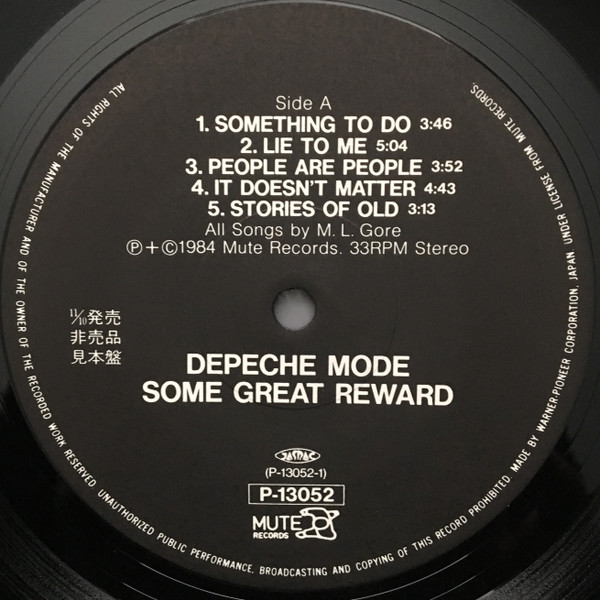 Side A
1. SOMETHING TO DO 3:46
2. LIE TO ME 5:04
3. PEOPLE ARE PEOPLE 3:52
4. IT DOESN'T MATTER 4:43
5. STORIES OF OLD 3:13
All Songs by M. L. Gore
Ⓟ+©1984 Mute Records. 33RPM Stereo
11/10発売
非売品
見本盤
DEPECHE MODE
SOME GREAT REWARD
JASRAC
(P-13052-1)
P-13052
MUTE
RECORDS
ALL RIGHTS OF THE MANUFACTURER AND OF THE OWNER OF THE RECORDED WORK RESERVED. UNAUTHORIZED PUBLIC PERFORMANCE, BROADCASTING AND COPYING OF THIS RECORD PROHIBITED. MADE BY WARNER-PIONEER CORPORATION, JAPAN UNDER LICENSE FROM MUTE RECORDS.